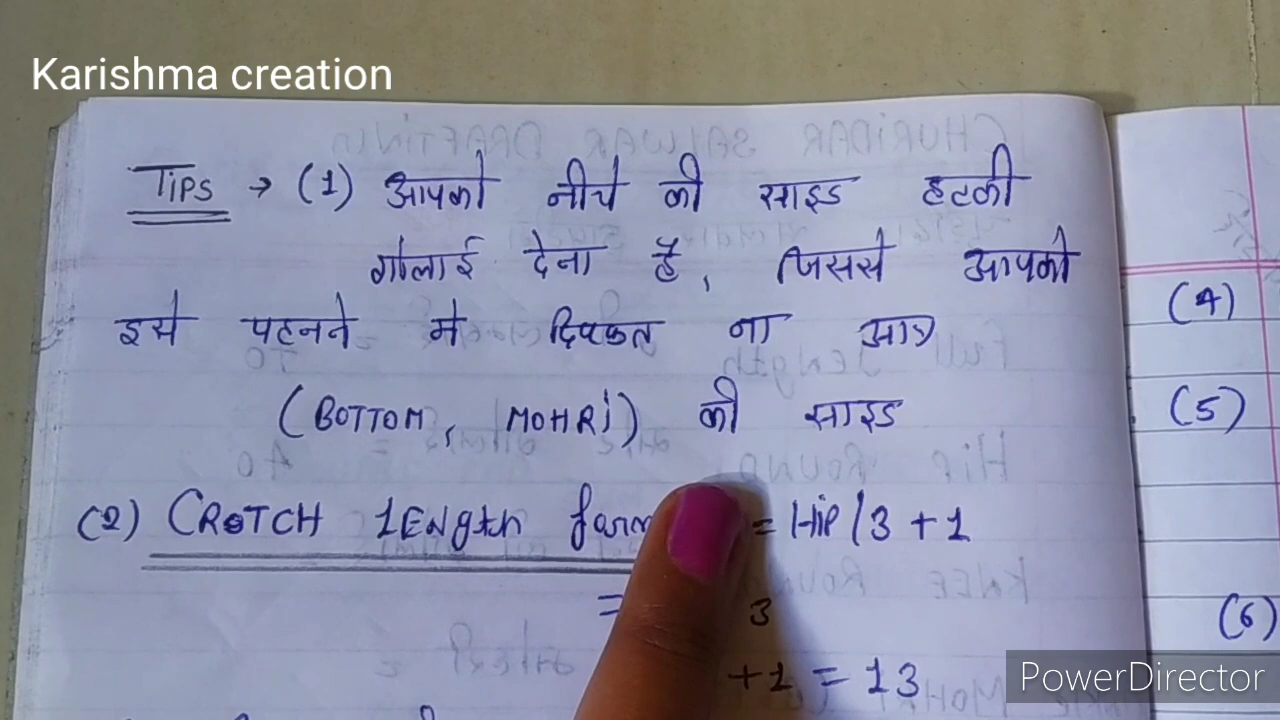 Karishma creation
TiPS → (1) आपको नीचे की साइड हल्की
गोलाई देना है, जिससे आपको
इसे पहनने मे दिक्कत ना आए
(BOTTOM, MOHRi) की साइड
(2) CROTCH LENgth form = Hip/3 + 1
= 3
+1 = 13
(4)
(5)
(6)
PowerDirector